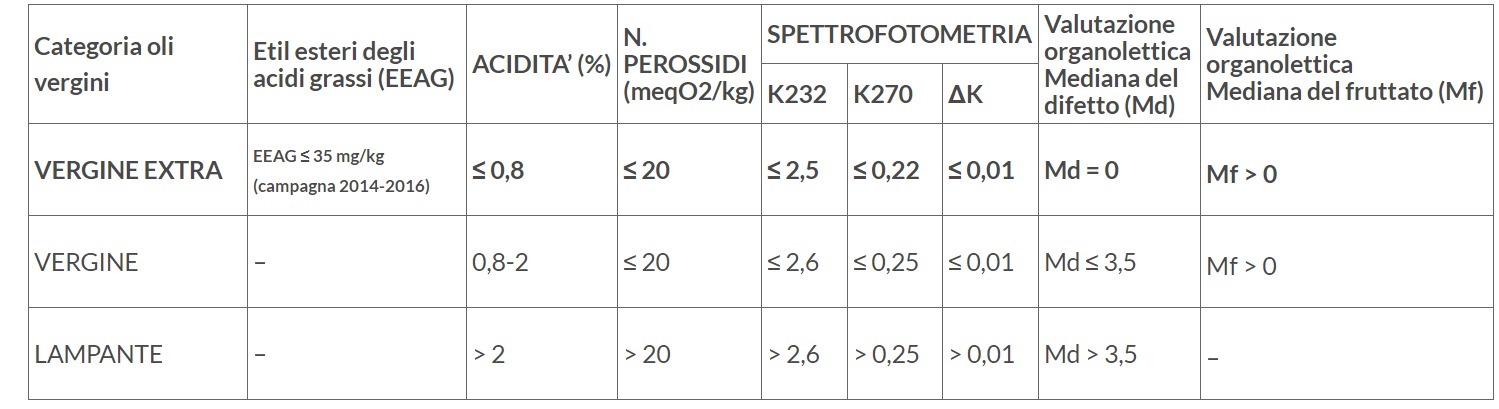 Categoria oli
vergini
Etil esteri degli
acidi grassi (EEAG)
ACIDITA’ (%)
N.
PEROSSIDI
(meqO2/kg)
SPETTROFOTOMETRIA
K232
K270
ΔK
Valutazione
organolettica
Mediana del
difetto (Md)
Valutazione
organolettica
Mediana del fruttato (Mf)
VERGINE EXTRA
EEAG ≤ 35 mg/kg
(campagna 2014-2016)
≤ 0,8
≤ 20
≤ 2,5
≤ 0,22
≤ 0,01
Md = 0
Mf > 0
VERGINE
–
0,8-2
≤ 20
≤ 2,6
≤ 0,25
≤ 0,01
Md ≤ 3,5
Mf > 0
LAMPANTE
–
> 2
> 20
> 2,6
> 0,25
> 0,01
Md > 3,5
–